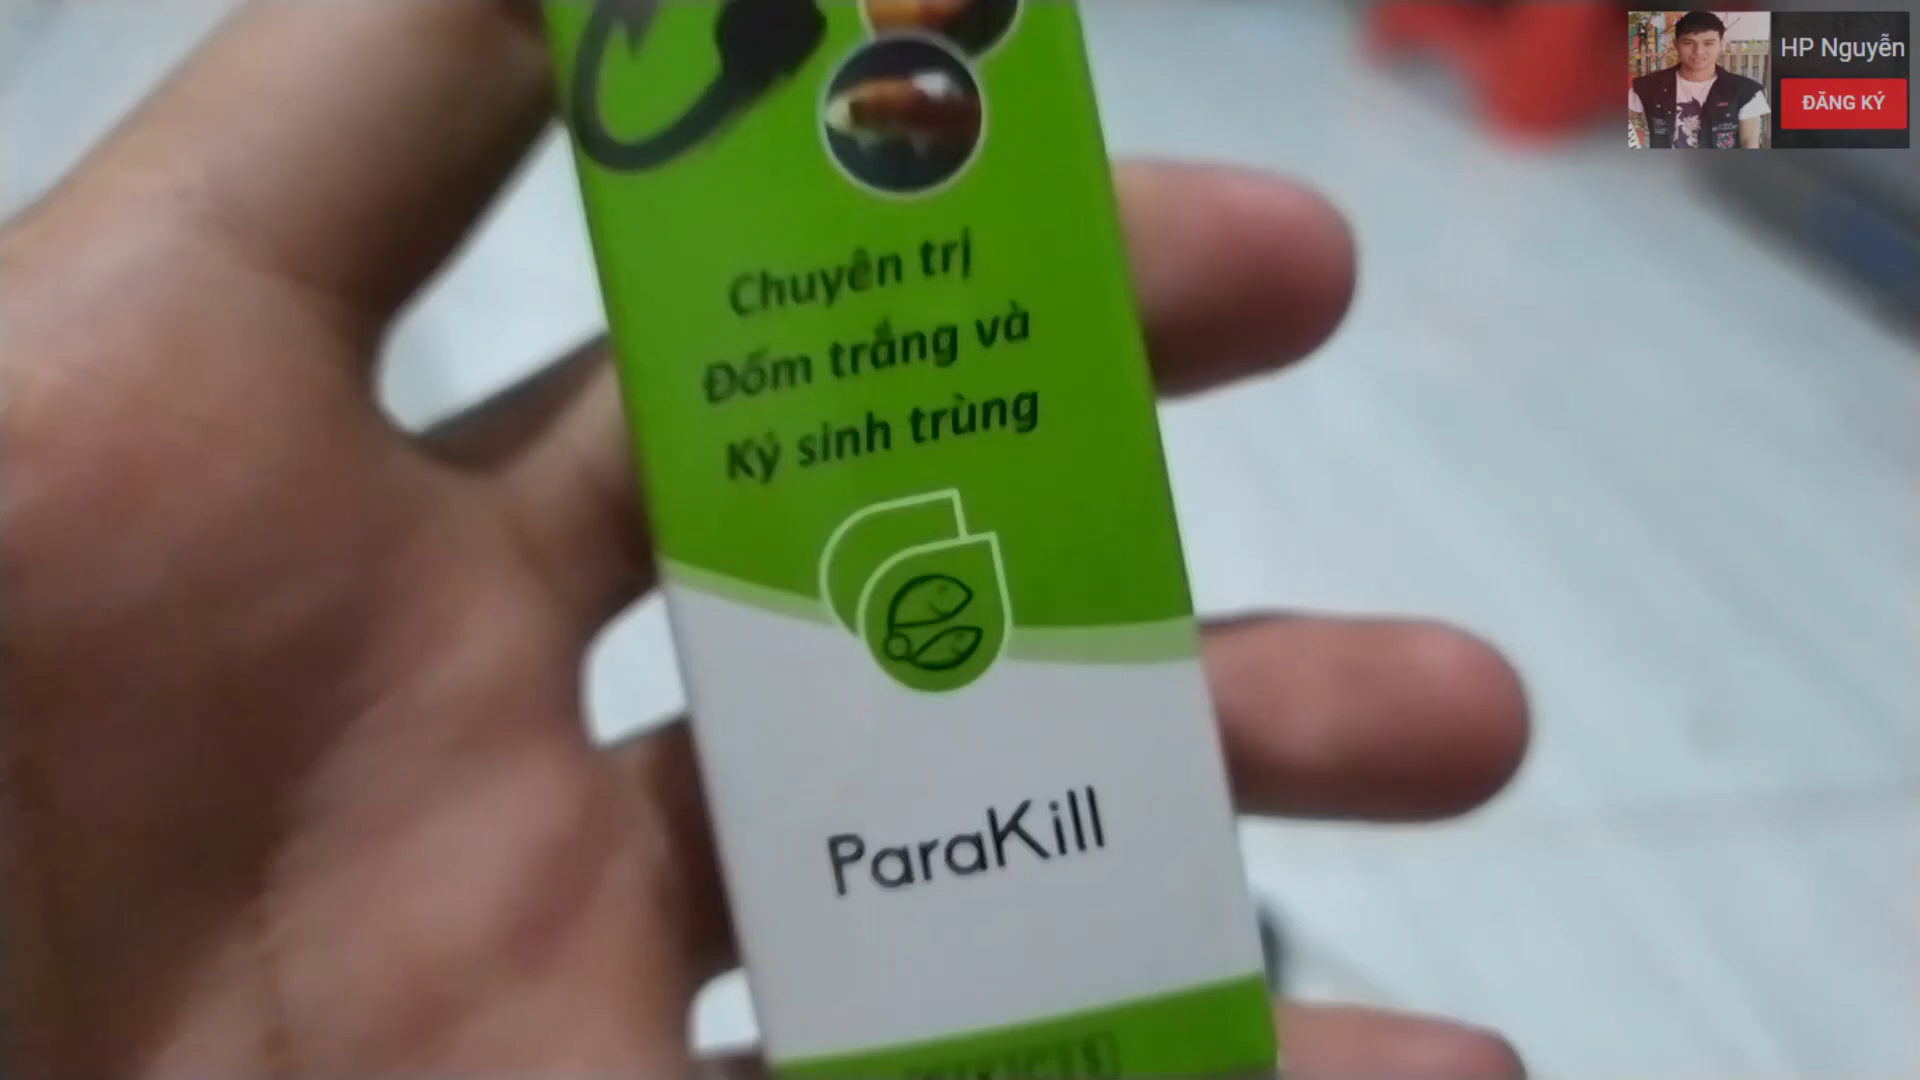 HP Nguyễn
ĐĂNG KÝ
Chuyên trị
Đốm trắng và
Ký sinh trùng
ParaKill